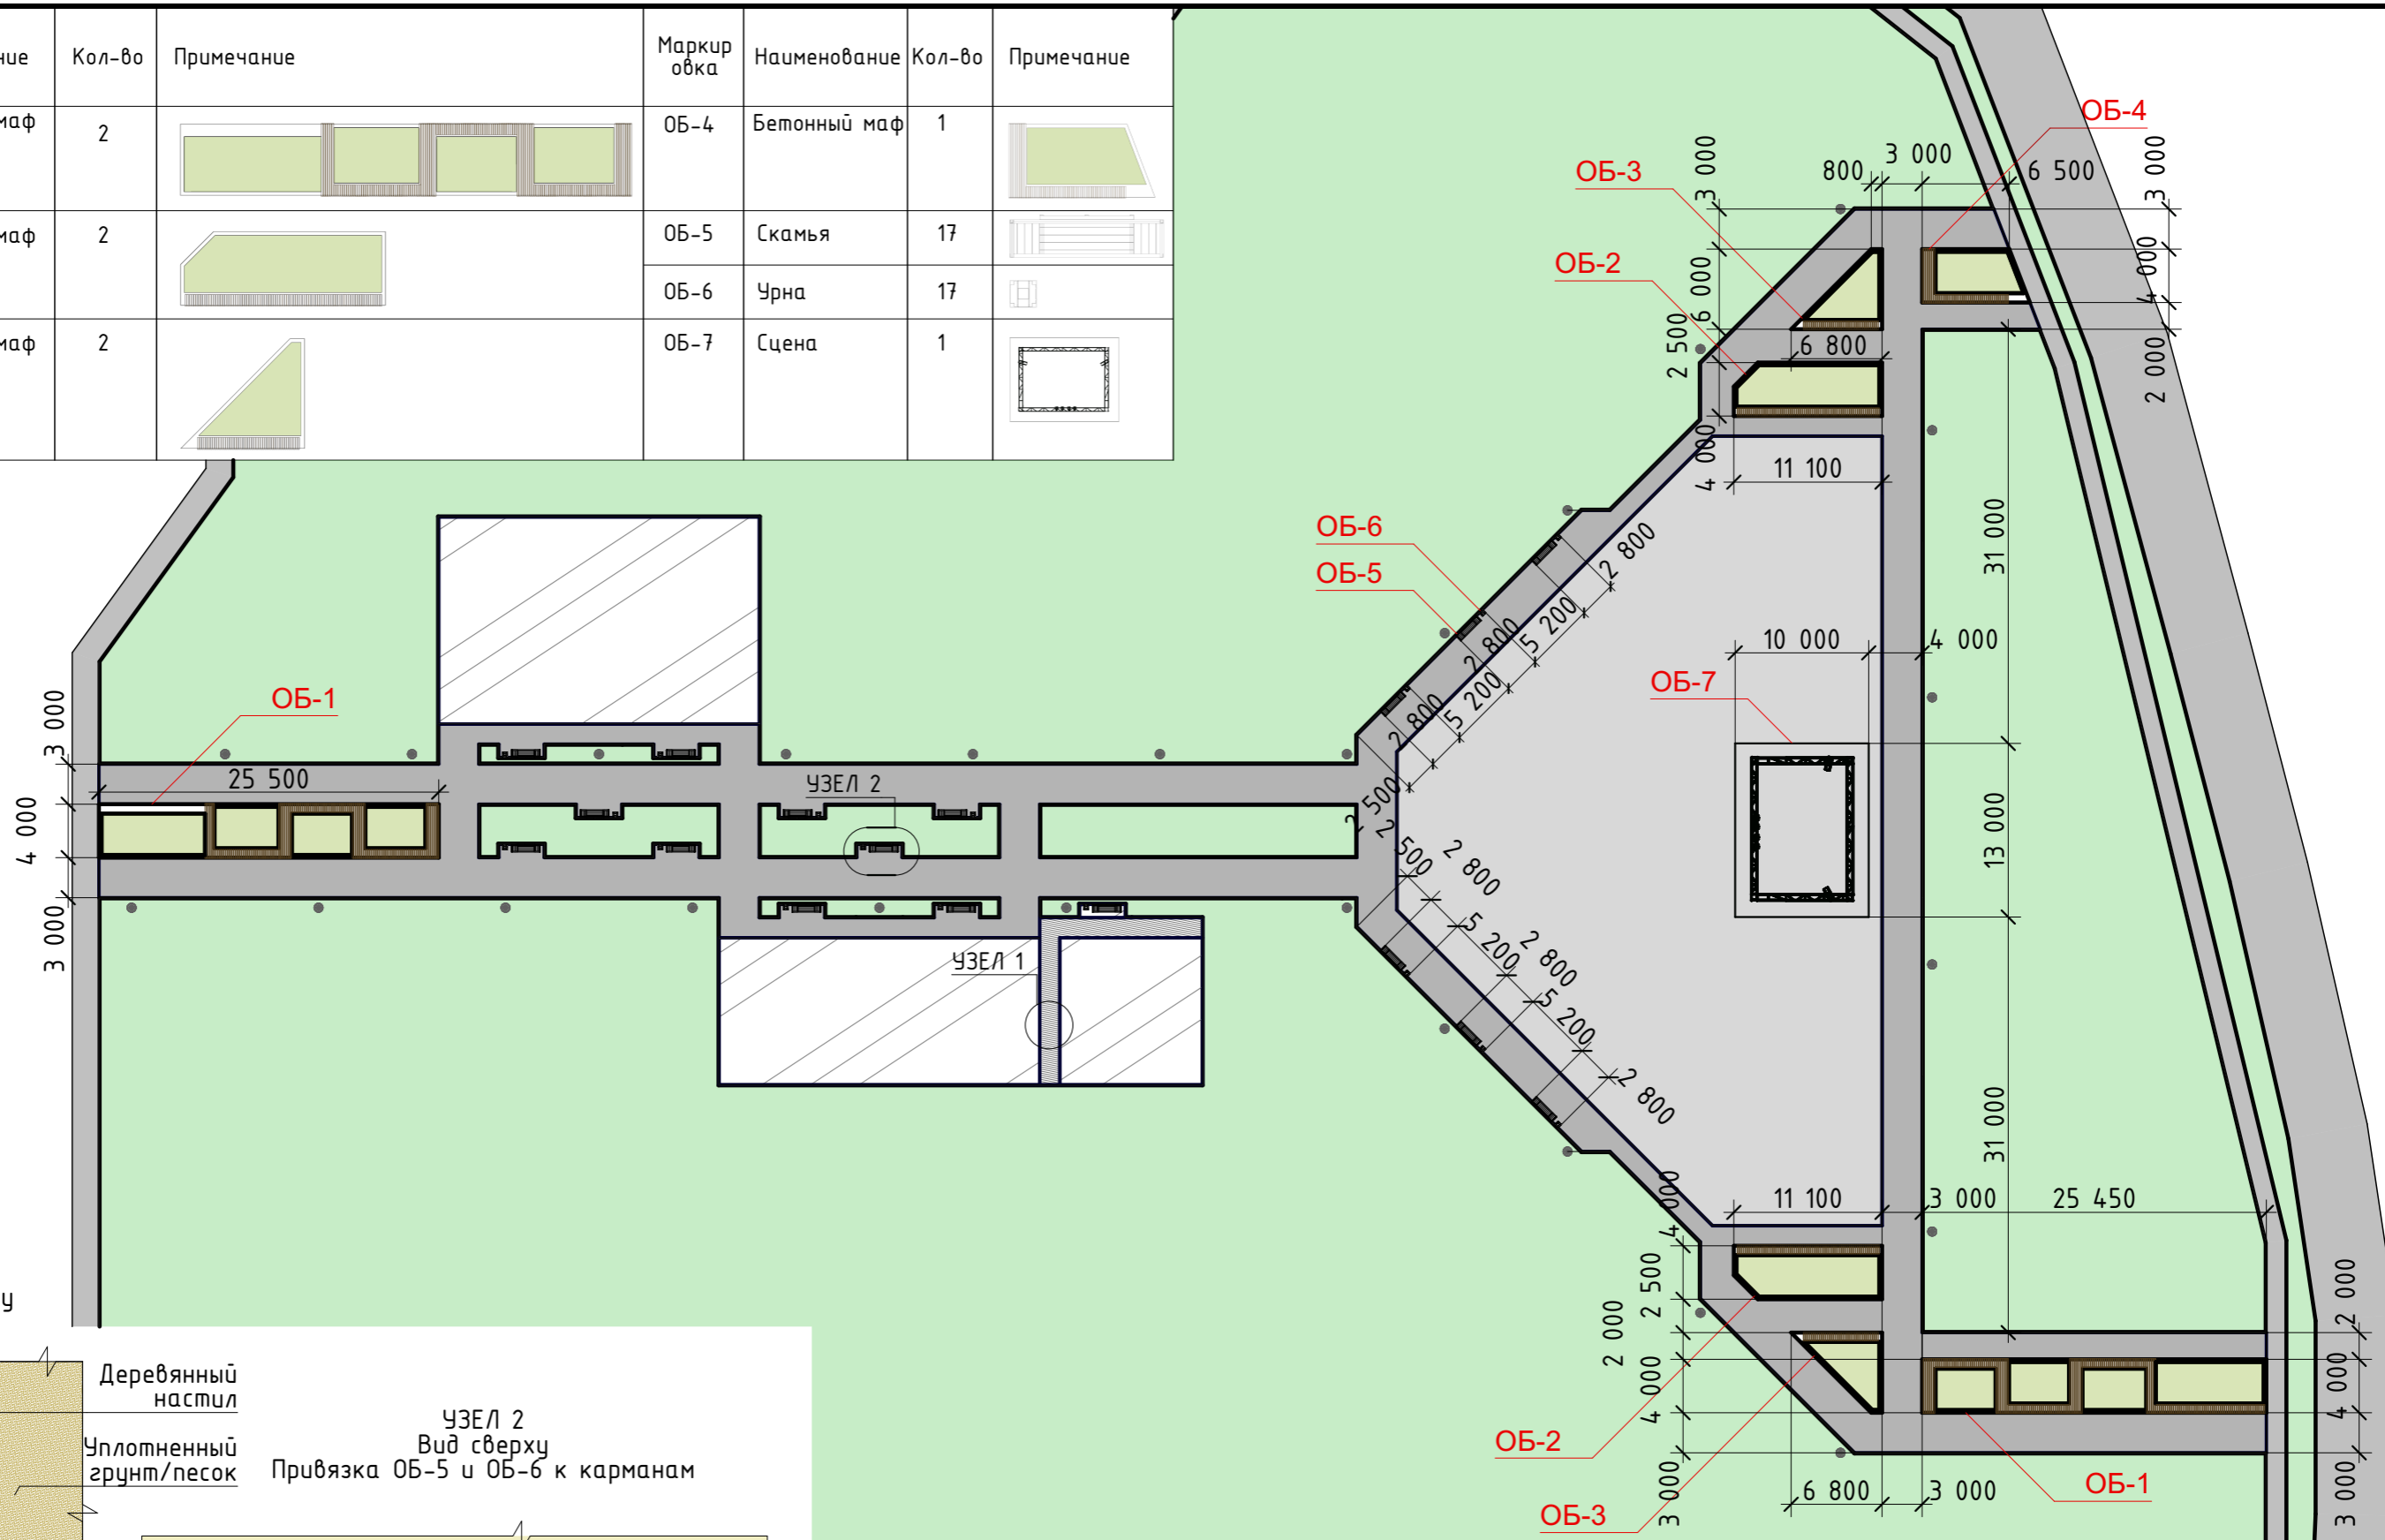 ние Кол-во Примечание Маркир Наименование Кол-во Примечание
овка
маф 2 ОБ-4 Бетонный маф 1
маф 2 ОБ-5 Скамья 17
ОБ-6 Урна 17
маф 2 ОБ-7 Сцена 1
ОБ-4
ОБ-3
800
3 000
6 500
3 000
3 000
ОБ-2
6 000
4 000
2 500
6 800
2 000
4 000
11 100
ОБ-6
ОБ-5
2 800
5 200
2 800
5 200
2 800
2 500
31 000
10 000
4 000
ОБ-7
13 000
31 000
ОБ-1
3 000
25 500
4 000
3 000
УЗЕЛ 2
УЗЕЛ 1
2 500
2 800
5 200
2 800
5 200
2 800
11 100
3 000
25 450
4 000
2 500
2 000
4 000
3 000
2 000
4 000
3 000
ОБ-2
ОБ-3
6 800
3 000
ОБ-1
у
Деревянный
настил
Уплотненный
грунт/песок
УЗЕЛ 2
Вид сверху
Привязка ОБ-5 и ОБ-6 к карманам